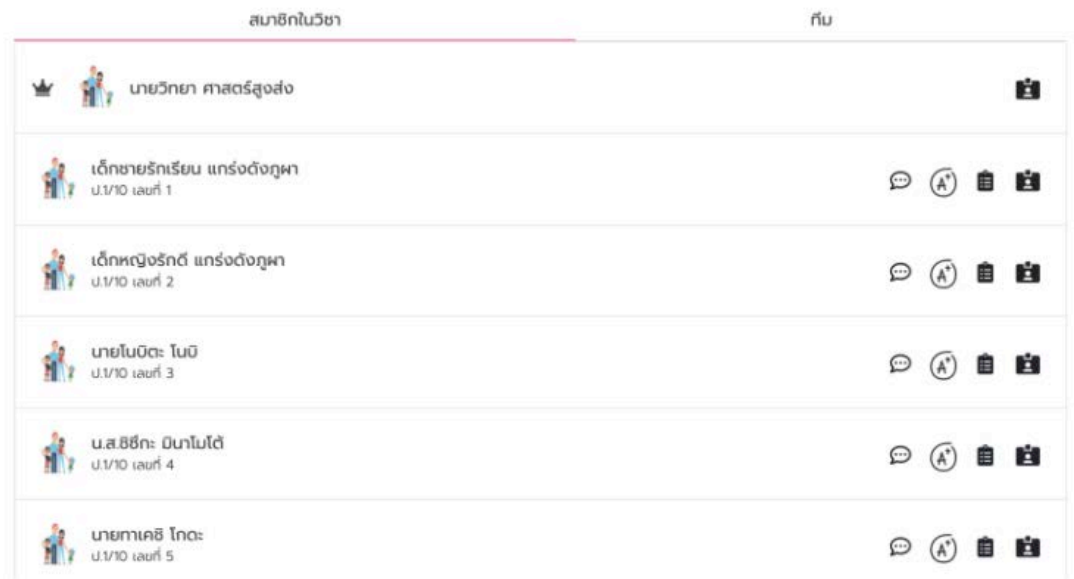 สมาชิกในวิชา
ทีม
นายวิทยา ศาสตร์สูงส่ง
เด็กชายรักเรียน แกร่งดังภูผา
ป.1/10 เลขที่ 1
A+
เด็กหญิงรักดี แกร่งดังภูผา
ป.1/10 เลขที่ 2
A+
นายโนบิตะ โนบิ
ป.1/10 เลขที่ 3
A+
น.ส.ชิซึกะ มินาโมโต้
ป.1/10 เลขที่ 4
A+
นายทาเคชิ โกดะ
ป.1/10 เลขที่ 5
A+